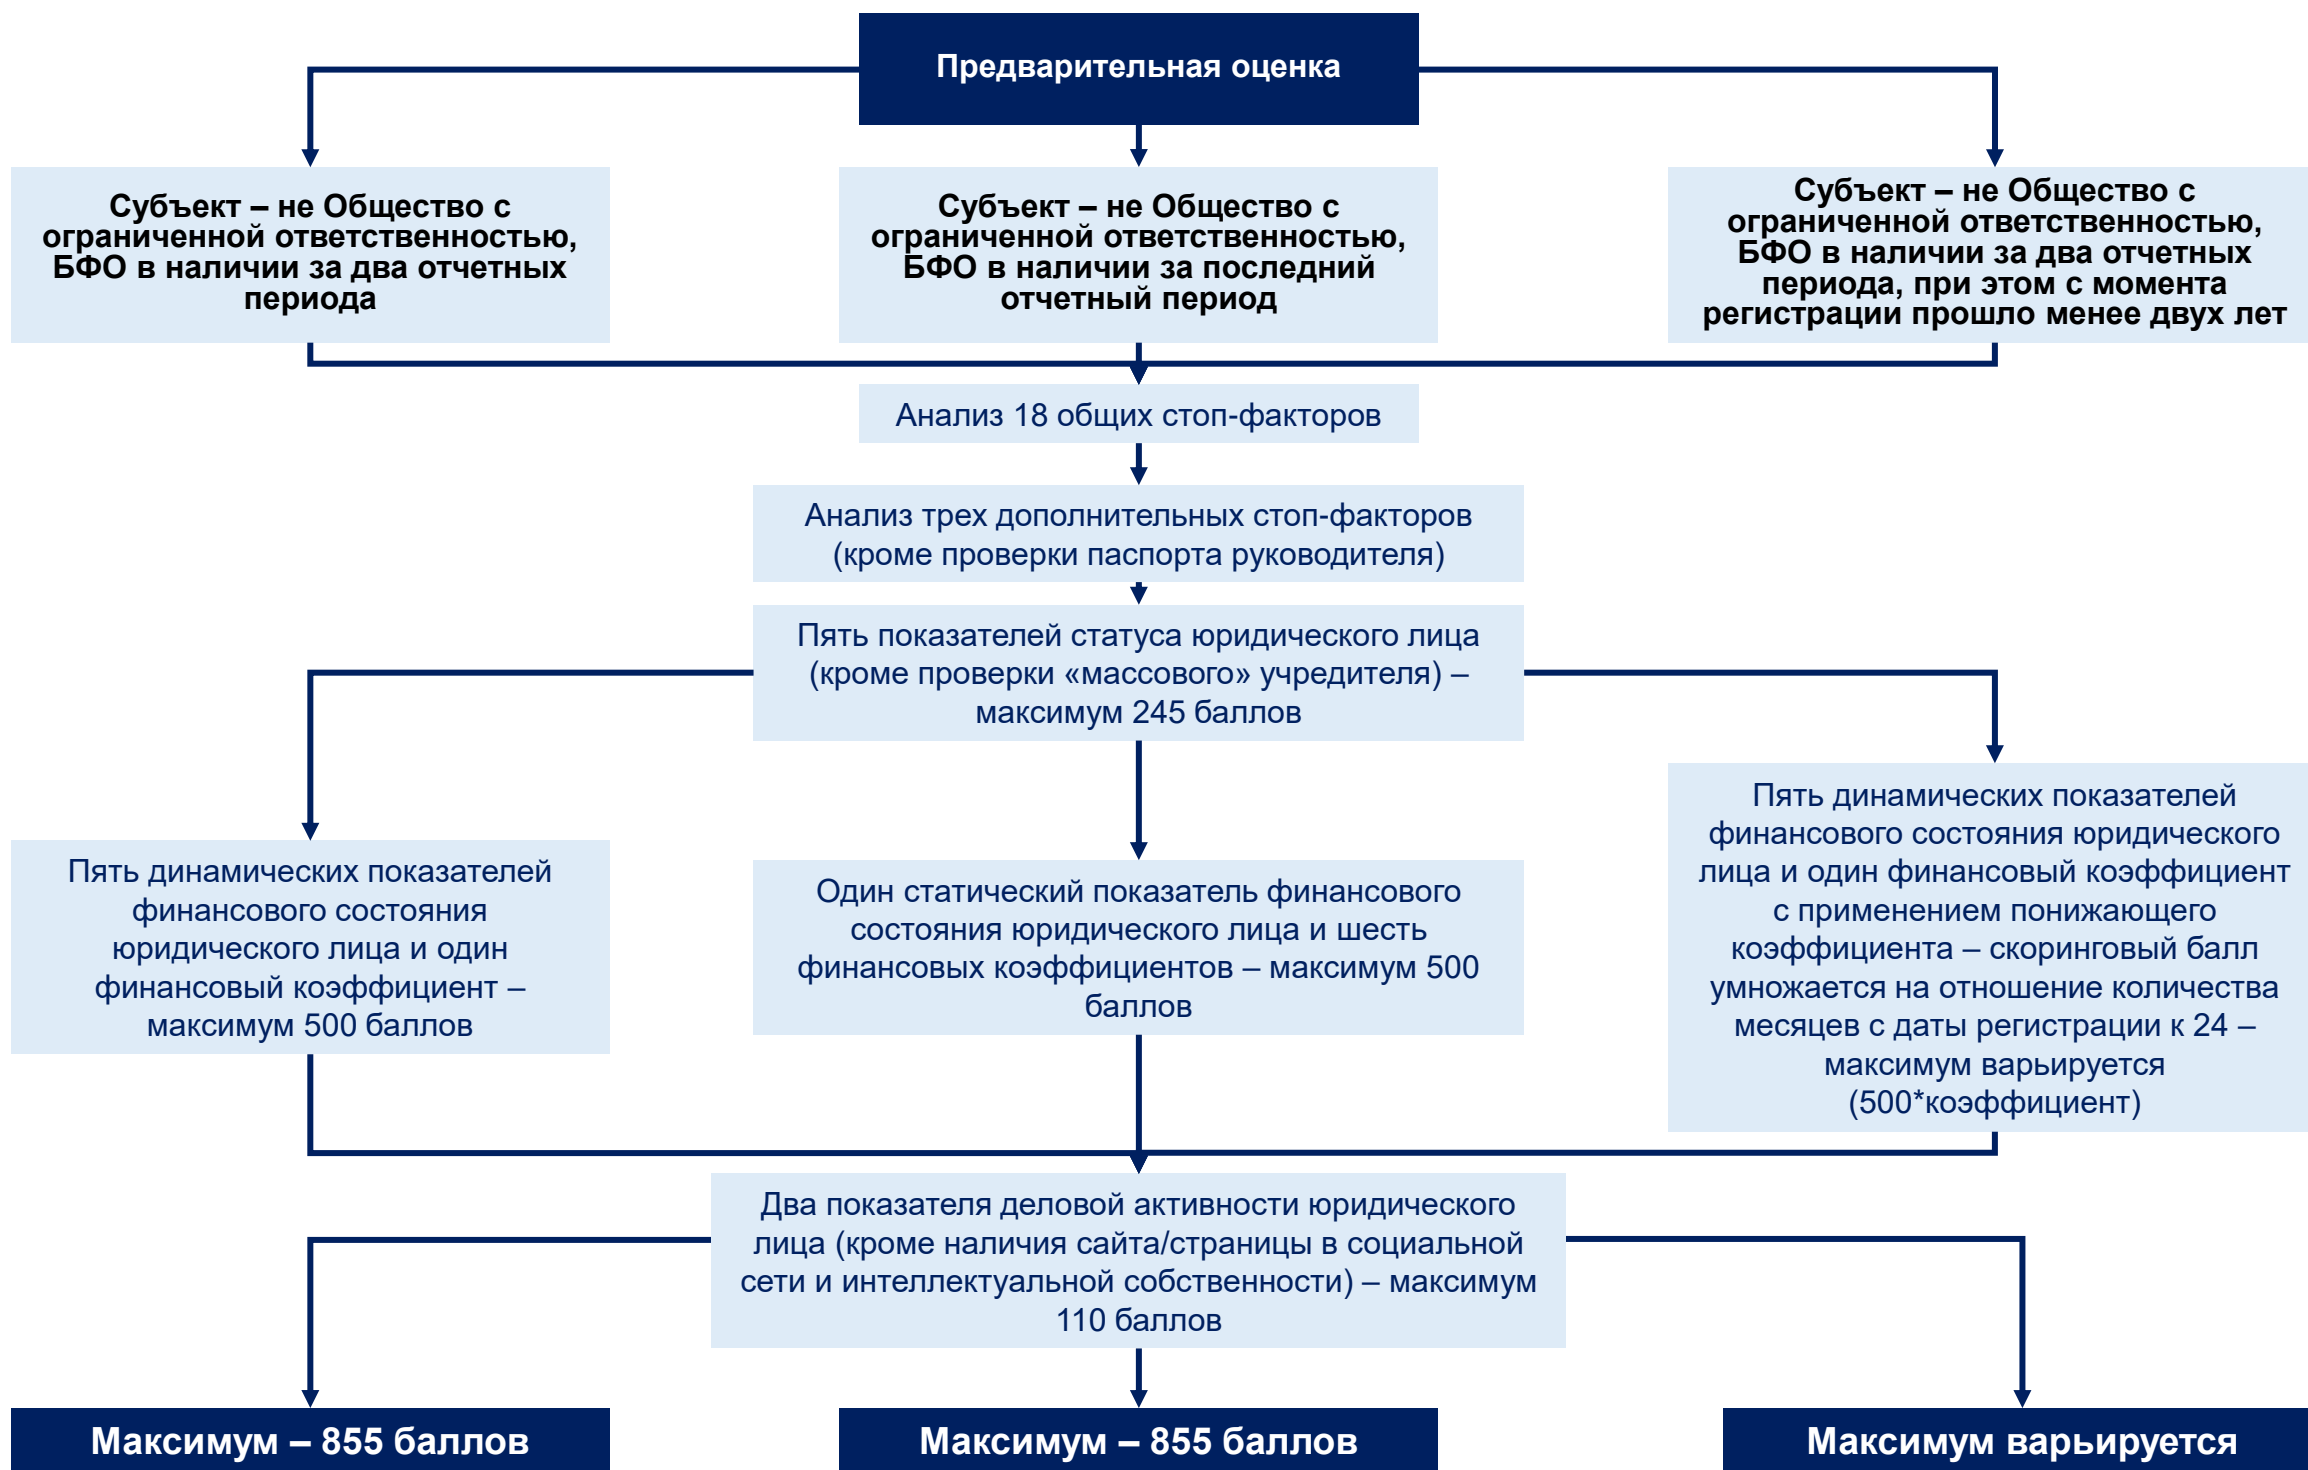 Предварительная оценка
Субъект – не Общество с
ограниченной ответственностью,
БФО в наличии за два отчетных
периода
Субъект – не Общество с
ограниченной ответственностью,
БФО в наличии за последний
отчетный период
Субъект – не Общество с
ограниченной ответственностью,
БФО в наличии за два отчетных
периода, при этом с момента
регистрации прошло менее двух лет
Анализ 18 общих стоп-факторов
Анализ трех дополнительных стоп-факторов
(кроме проверки паспорта руководителя)
Пять показателей статуса юридического лица
(кроме проверки «массового» учредителя) –
максимум 245 баллов
Пять динамических показателей
финансового состояния
юридического лица и один
финансовый коэффициент –
максимум 500 баллов
Один статический показатель финансового
состояния юридического лица и шесть
финансовых коэффициентов – максимум 500
баллов
Пять динамических показателей
финансового состояния юридического
лица и один финансовый коэффициент
с применением понижающего
коэффициента – скоринговый балл
умножается на отношение количества
месяцев с даты регистрации к 24 –
максимум варьируется
(500*коэффициент)
Два показателя деловой активности юридического
лица (кроме наличия сайта/страницы в социальной
сети и интеллектуальной собственности) – максимум
110 баллов
Максимум – 855 баллов
Максимум – 855 баллов
Максимум варьируется